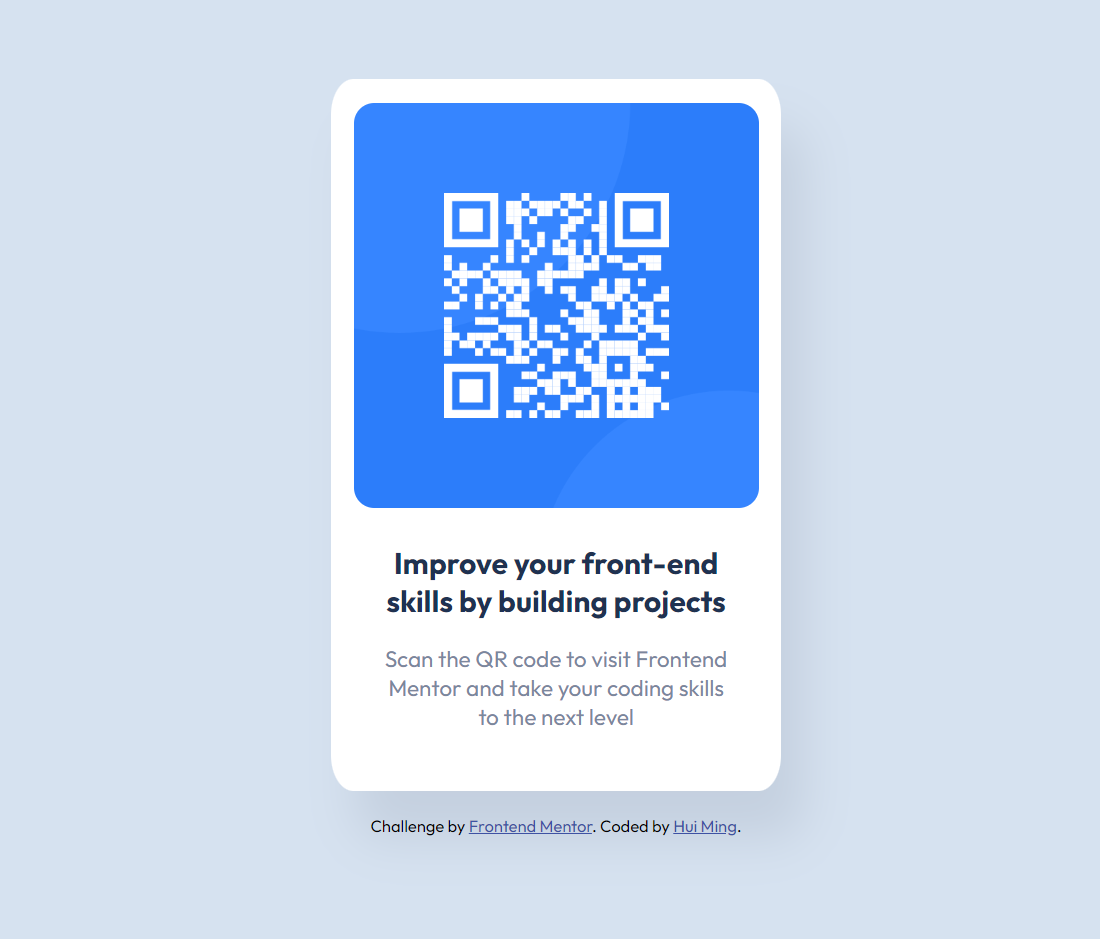 Improve your front-end
skills by building projects
Scan the QR code to visit Frontend
Mentor and take your coding skills
to the next level
Challenge by Frontend Mentor. Coded by Hui Ming.